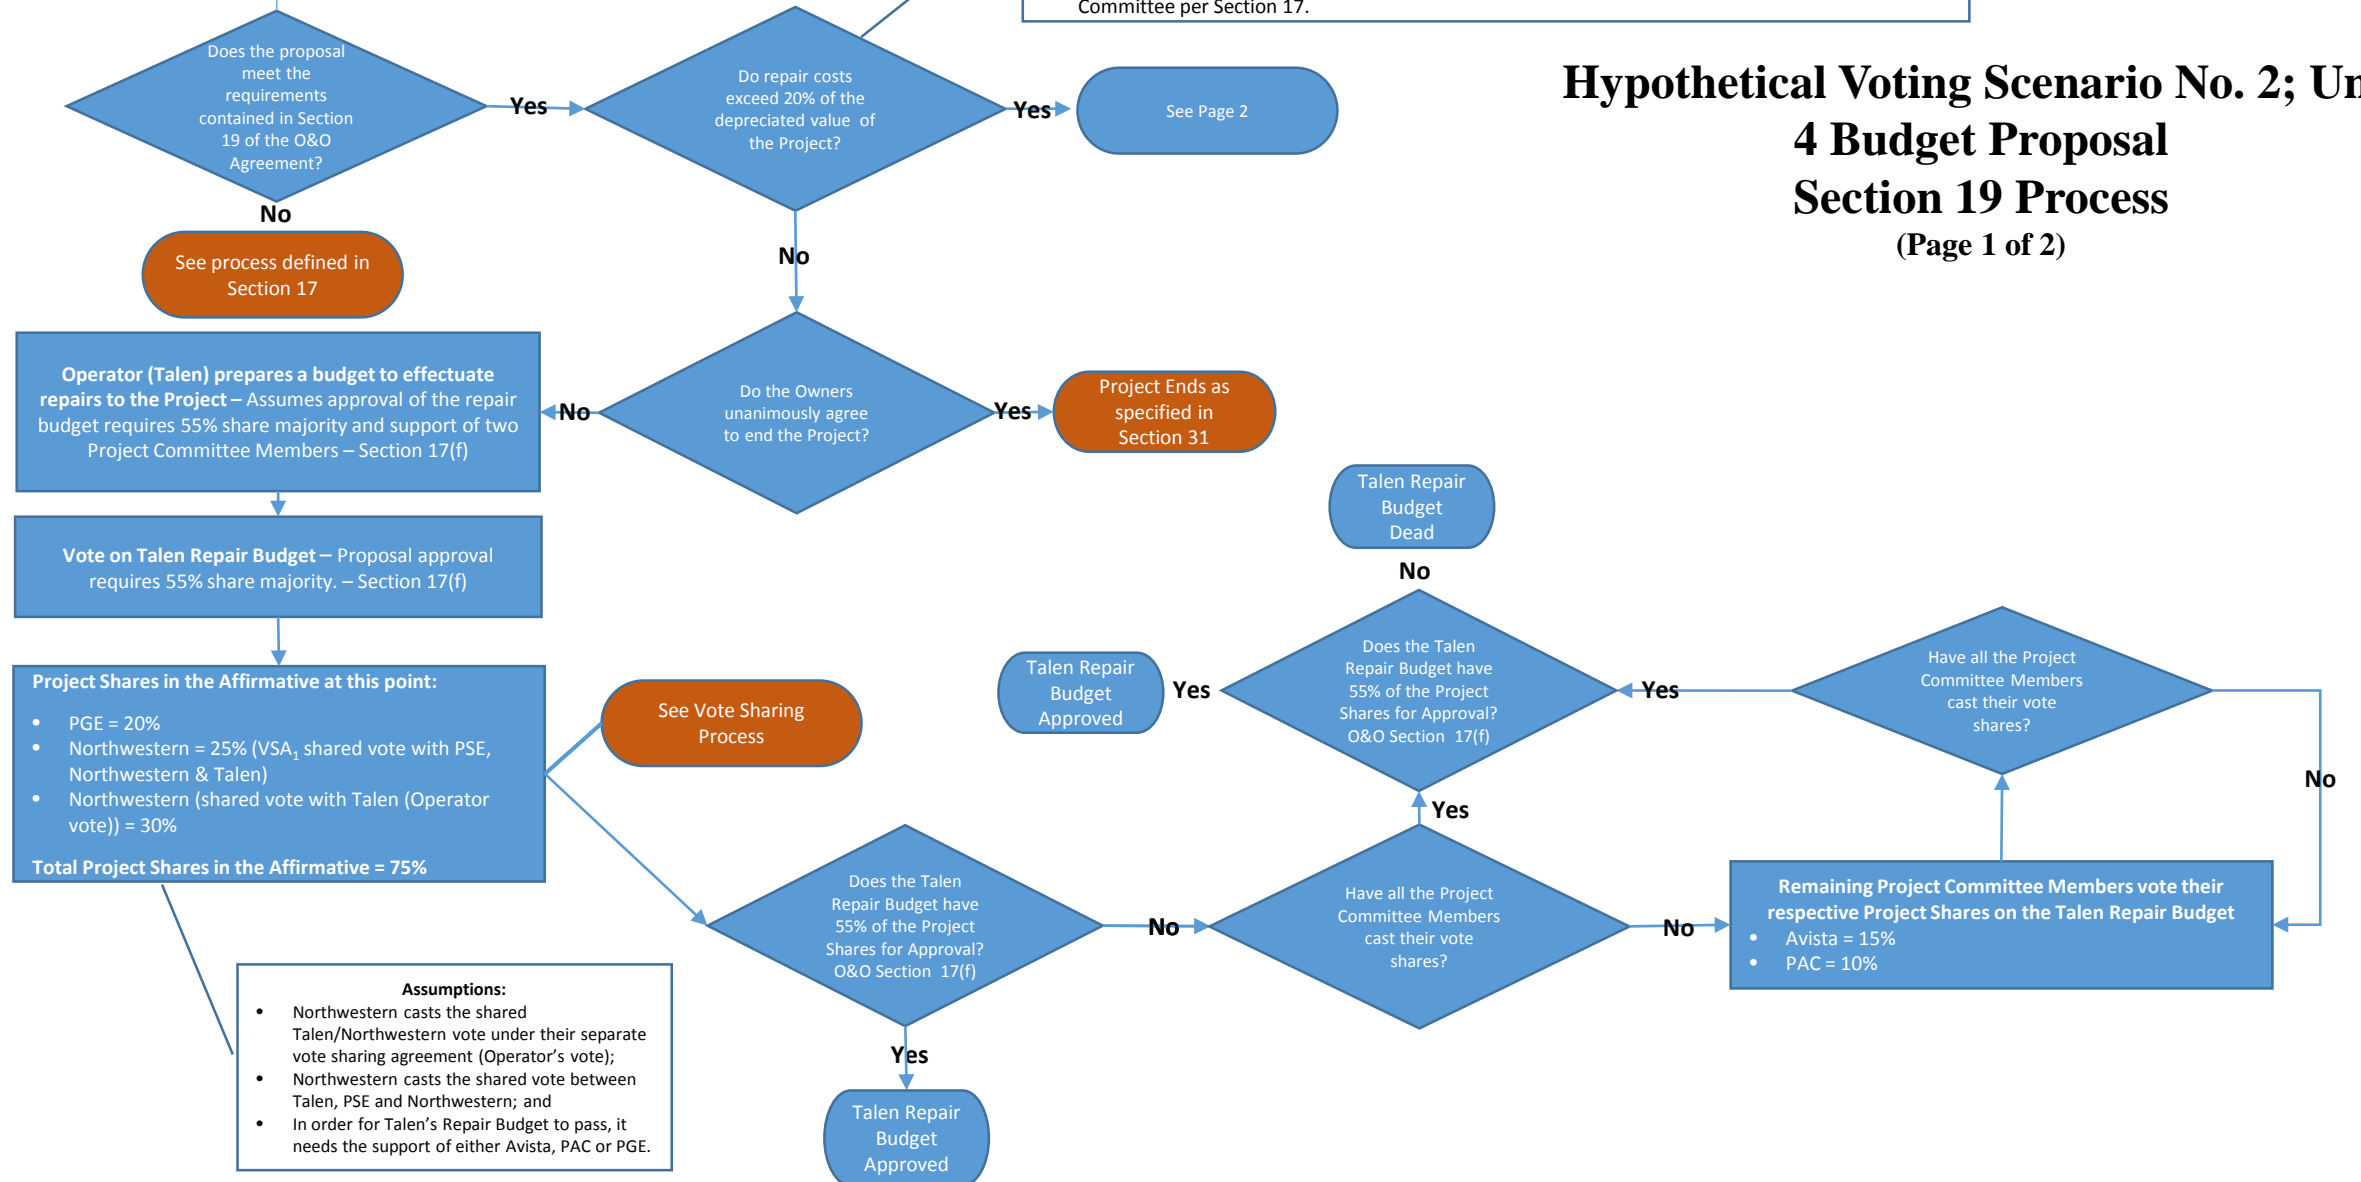 Committee per Section 17.
Hypothetical Voting Scenario No. 2; Un
4 Budget Proposal
Section 19 Process
(Page 1 of 2)
Does the proposal
meet the
requirements
contained in Section
19 of the O&O
Agreement?
Yes
Do repair costs
exceed 20% of the
depreciated value of
the Project?
Yes
See Page 2
No
See process defined in
Section 17
No
Operator (Talen) prepares a budget to effectuate
repairs to the Project – Assumes approval of the repair
budget requires 55% share majority and support of two
Project Committee Members – Section 17(f)
No
Do the Owners
unanimously agree
to end the Project?
Yes
Project Ends as
specified in
Section 31
Vote on Talen Repair Budget – Proposal approval
requires 55% share majority. – Section 17(f)
Talen Repair
Budget
Dead
No
Project Shares in the Affirmative at this point:
• PGE = 20%
• Northwestern = 25% (VSA1 shared vote with PSE,
Northwestern & Talen)
• Northwestern (shared vote with Talen (Operator
vote)) = 30%
Total Project Shares in the Affirmative = 75%
See Vote Sharing
Process
Talen Repair
Budget
Approved
Yes
Does the Talen
Repair Budget have
55% of the Project
Shares for Approval?
O&O Section 17(f)
Yes
Have all the Project
Committee Members
cast their vote
shares?
No
Yes
Does the Talen
Repair Budget have
55% of the Project
Shares for Approval?
O&O Section 17(f)
No
Have all the Project
Committee Members
cast their vote
shares?
No
Remaining Project Committee Members vote their
respective Project Shares on the Talen Repair Budget
• Avista = 15%
• PAC = 10%
Assumptions:
• Northwestern casts the shared
Talen/Northwestern vote under their separate
vote sharing agreement (Operator’s vote);
• Northwestern casts the shared vote between
Talen, PSE and Northwestern; and
• In order for Talen’s Repair Budget to pass, it
needs the support of either Avista, PAC or PGE.
Yes
Talen Repair
Budget
Approved